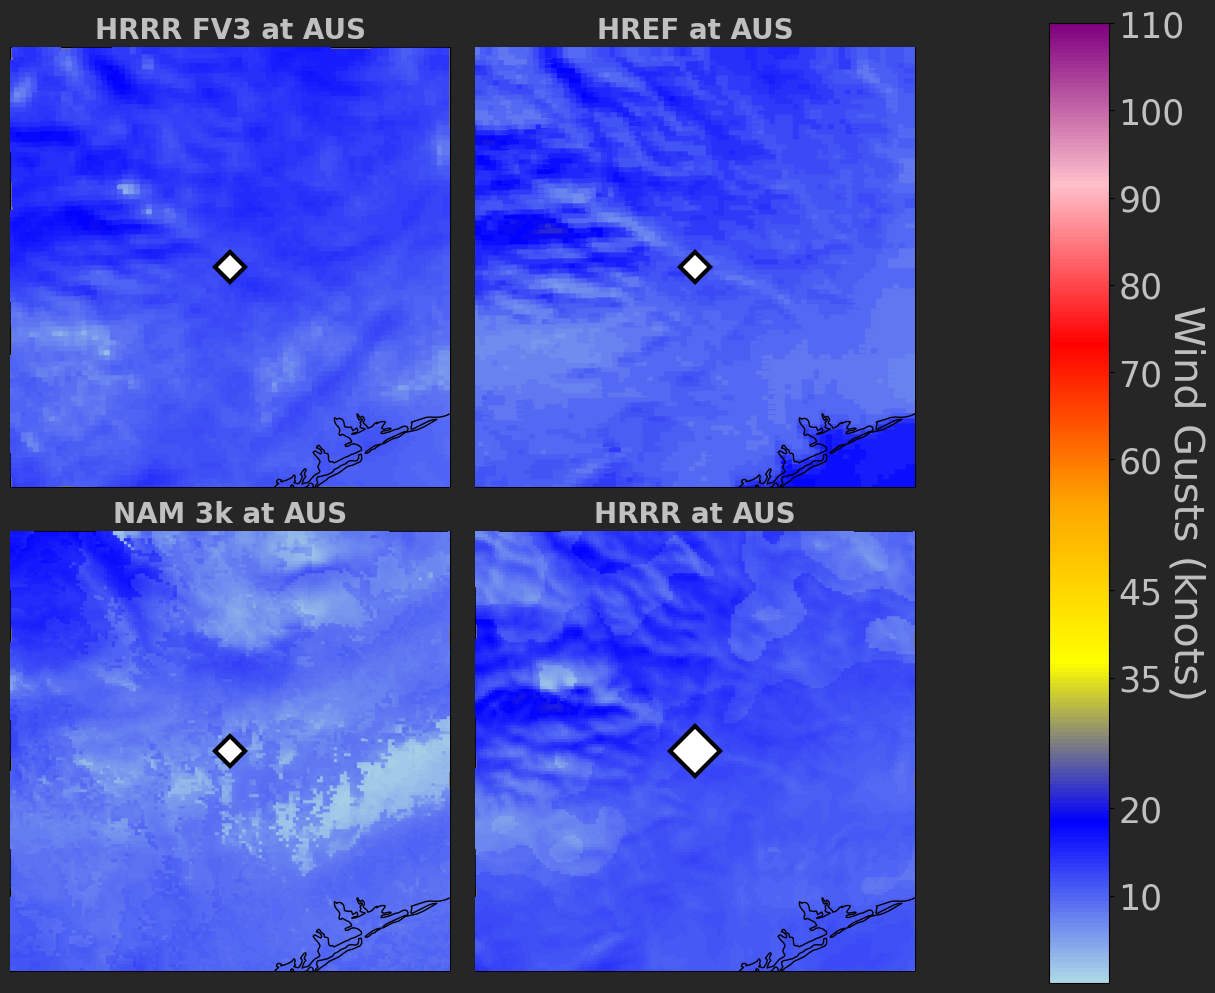 HRRR FV3 at AUS
HREF at AUS
NAM 3k at AUS
HRRR at AUS
110
100
90
80
70
60
45
35
20
10
Wind Gusts (knots)